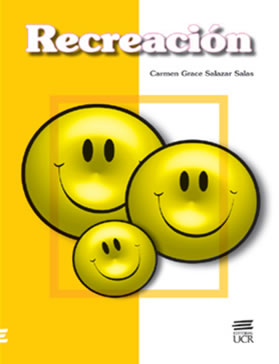 Recreación
Carmen Grace Salazar Salas
EDITORIAL
UCR